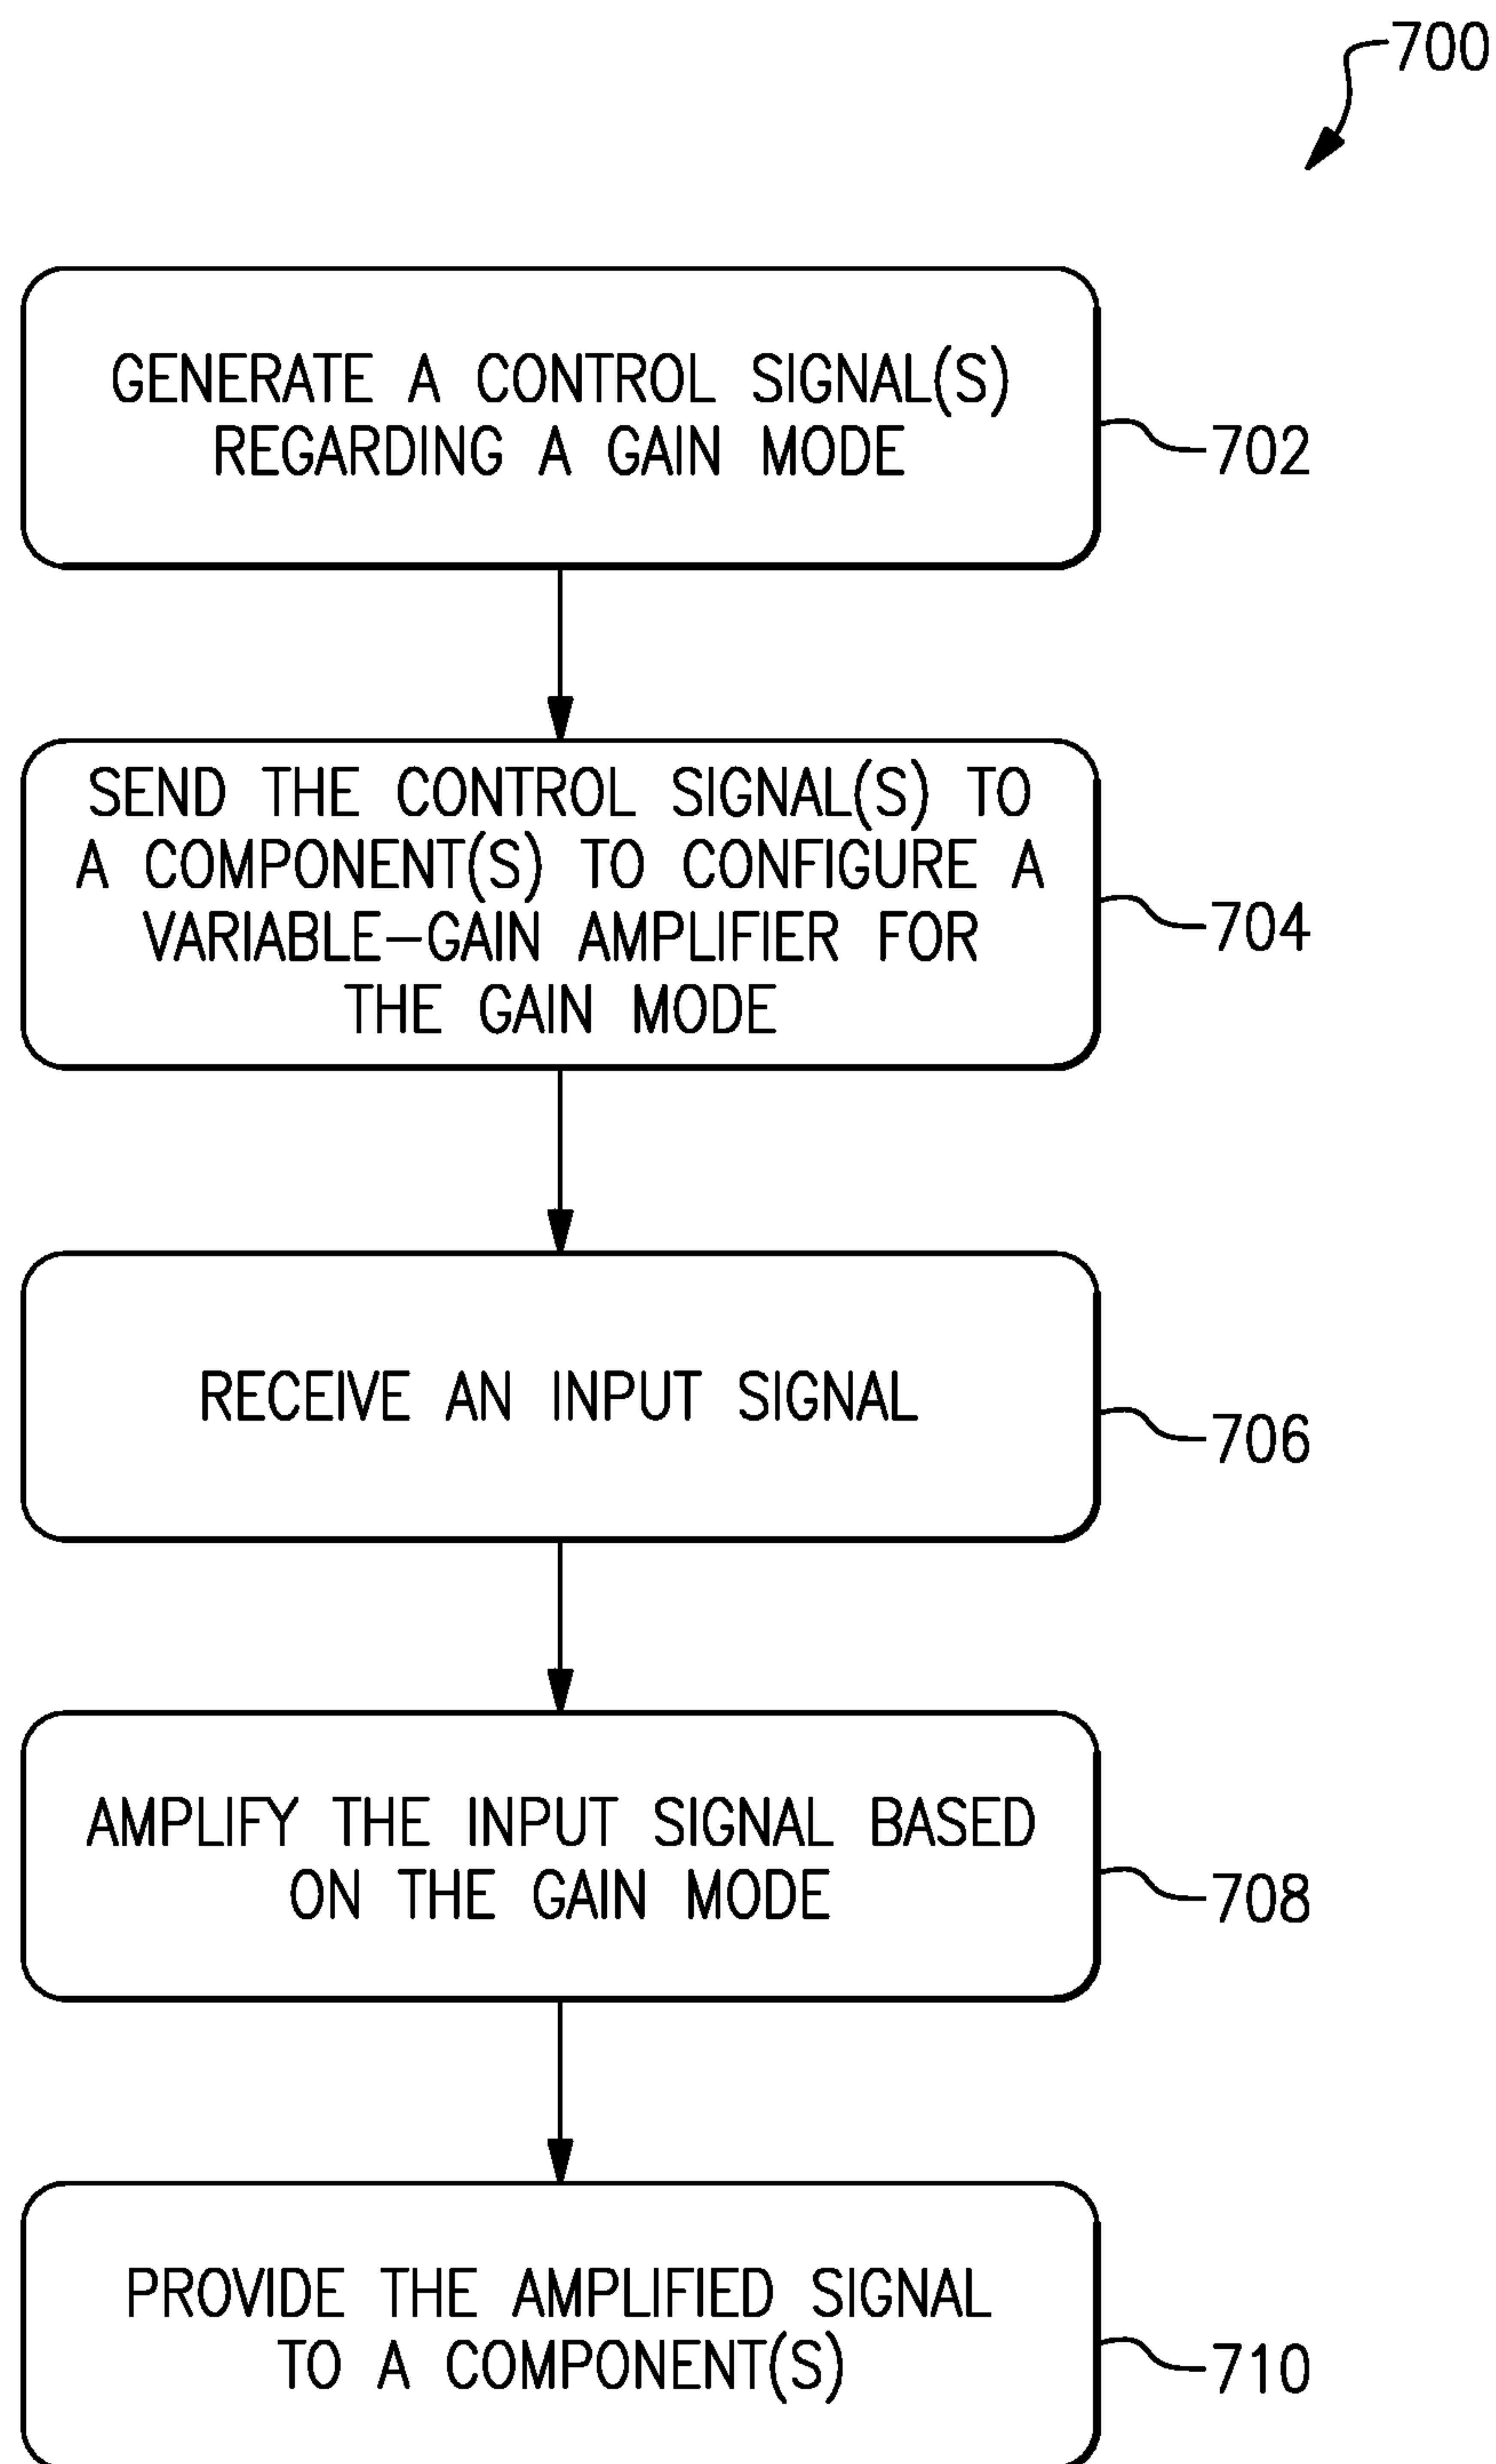 700
GENERATE A CONTROL SIGNAL(S)
REGARDING A GAIN MODE
702
SEND THE CONTROL SIGNAL(S) TO
A COMPONENT(S) TO CONFIGURE A
VARIABLE-GAIN AMPLIFIER FOR
THE GAIN MODE
704
RECEIVE AN INPUT SIGNAL
706
AMPLIFY THE INPUT SIGNAL BASED
ON THE GAIN MODE
708
PROVIDE THE AMPLIFIED SIGNAL
TO A COMPONENT(S)
710